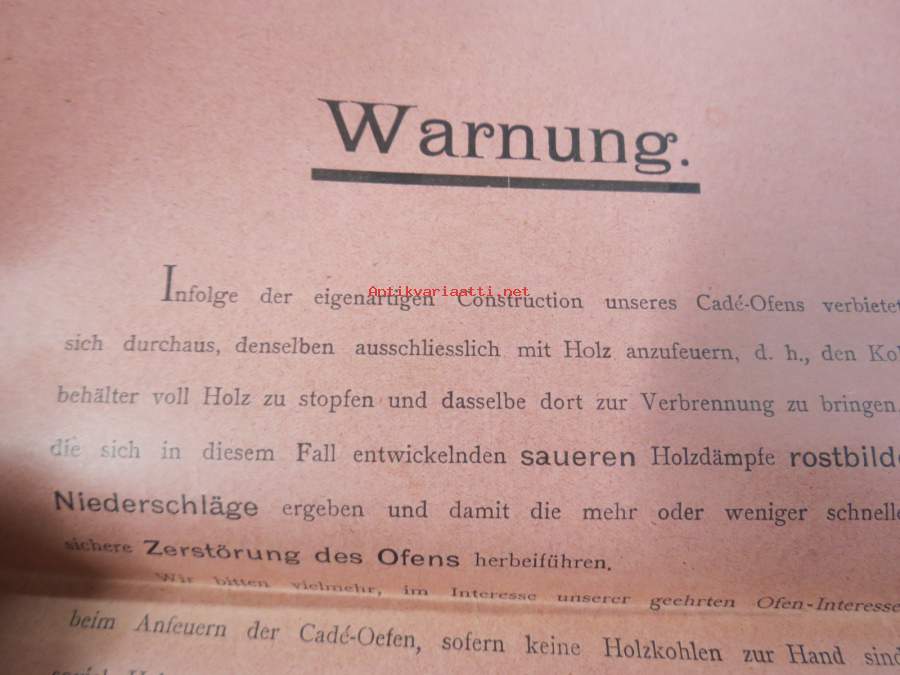 Warnung.
Infolge der eigenartigen Construction unseres Cadé-Ofens verbietet
Antikvariaatti.net
sich durchaus, denselben ausschliesslich mit Holz anzufeuern, d. h., den
behälter voll Holz zu stopfen und dasselbe dort zur Verbrennung zu bringen,
die sich in diesem Fall entwickelnden saueren Holzdämpfe
Niederschläge ergeben und damit die mehr oder weniger
sichere Zerstörung des Ofens herbeiführen.
Wir bitten vielmehr, im Interesse unserer geehrten
beim Anfeuern der Cadé-Oefen, sofern keine Holzkohlen zur Hand